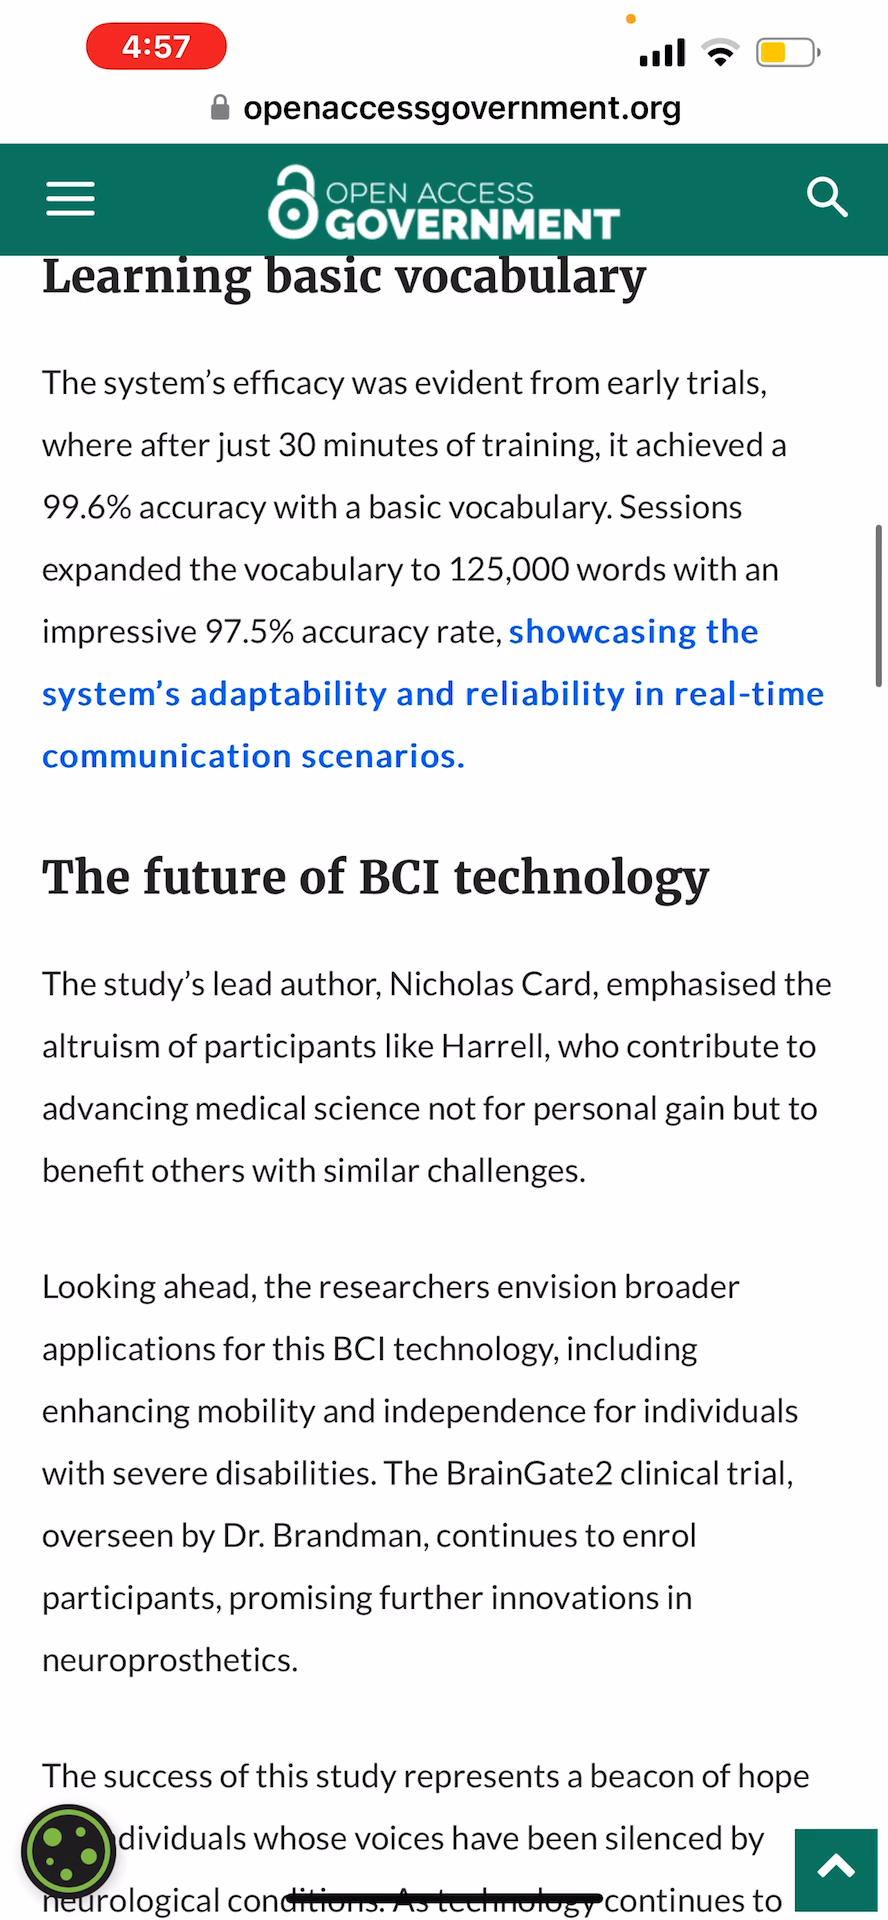 4:57
openaccessgovernment.org
OPEN ACCESS
GOVERNMENT
Learning basic vocabulary
The system’s efficacy was evident from early trials,
where after just 30 minutes of training, it achieved a
99.6% accuracy with a basic vocabulary. Sessions
expanded the vocabulary to 125,000 words with an
impressive 97.5% accuracy rate, showcasing the
system’s adaptability and reliability in real-time
communication scenarios.
The future of BCI technology
The study’s lead author, Nicholas Card, emphasised the
altruism of participants like Harrell, who contribute to
advancing medical science not for personal gain but to
benefit others with similar challenges.
Looking ahead, the researchers envision broader
applications for this BCI technology, including
enhancing mobility and independence for individuals
with severe disabilities. The BrainGate2 clinical trial,
overseen by Dr. Brandman, continues to enrol
participants, promising further innovations in
neuroprosthetics.
The success of this study represents a beacon of hope
dividuals whose voices have been silenced by
neurological conditions. As technology continues to